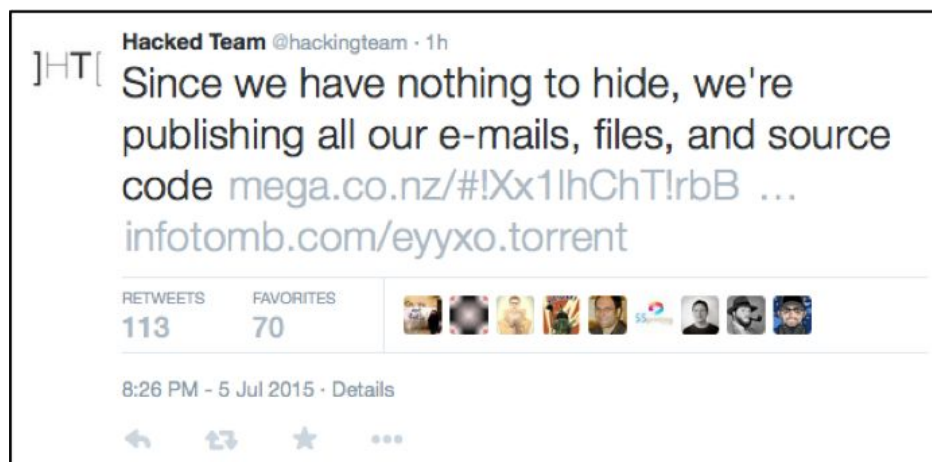 ]HT[
Hacked Team @hackingteam · 1h
Since we have nothing to hide, we're
publishing all our e-mails, files, and source
code mega.co.nz/#!Xx1lhChT!rbB ...
infotomb.com/eyyxo.torrent
RETWEETS FAVORITES
113 70
8:26 PM - 5 Jul 2015 · Details